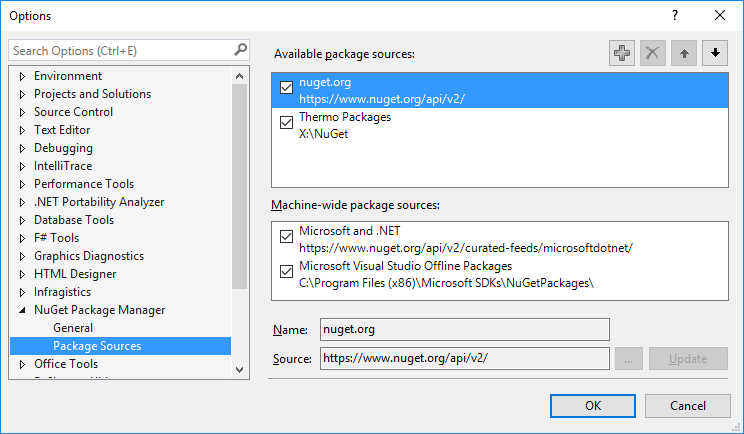 Options
Search Options (Ctrl+E)
Environment
Projects and Solutions
Source Control
Text Editor
Debugging
IntelliTrace
Performance Tools
.NET Portability Analyzer
Database Tools
F# Tools
Graphics Diagnostics
HTML Designer
Infragistics
NuGet Package Manager
General
Package Sources
Office Tools
Available package sources:
nuget.org
https://www.nuget.org/api/v2/
Thermo Packages
X:\NuGet
Machine-wide package sources:
Microsoft and .NET
https://www.nuget.org/api/v2/curated-feeds/microsoftdotnet/
Microsoft Visual Studio Offline Packages
C:\Program Files (x86)\Microsoft SDKs\NuGetPackages\
Name: nuget.org
Source: https://www.nuget.org/api/v2/ ... Update
OK Cancel